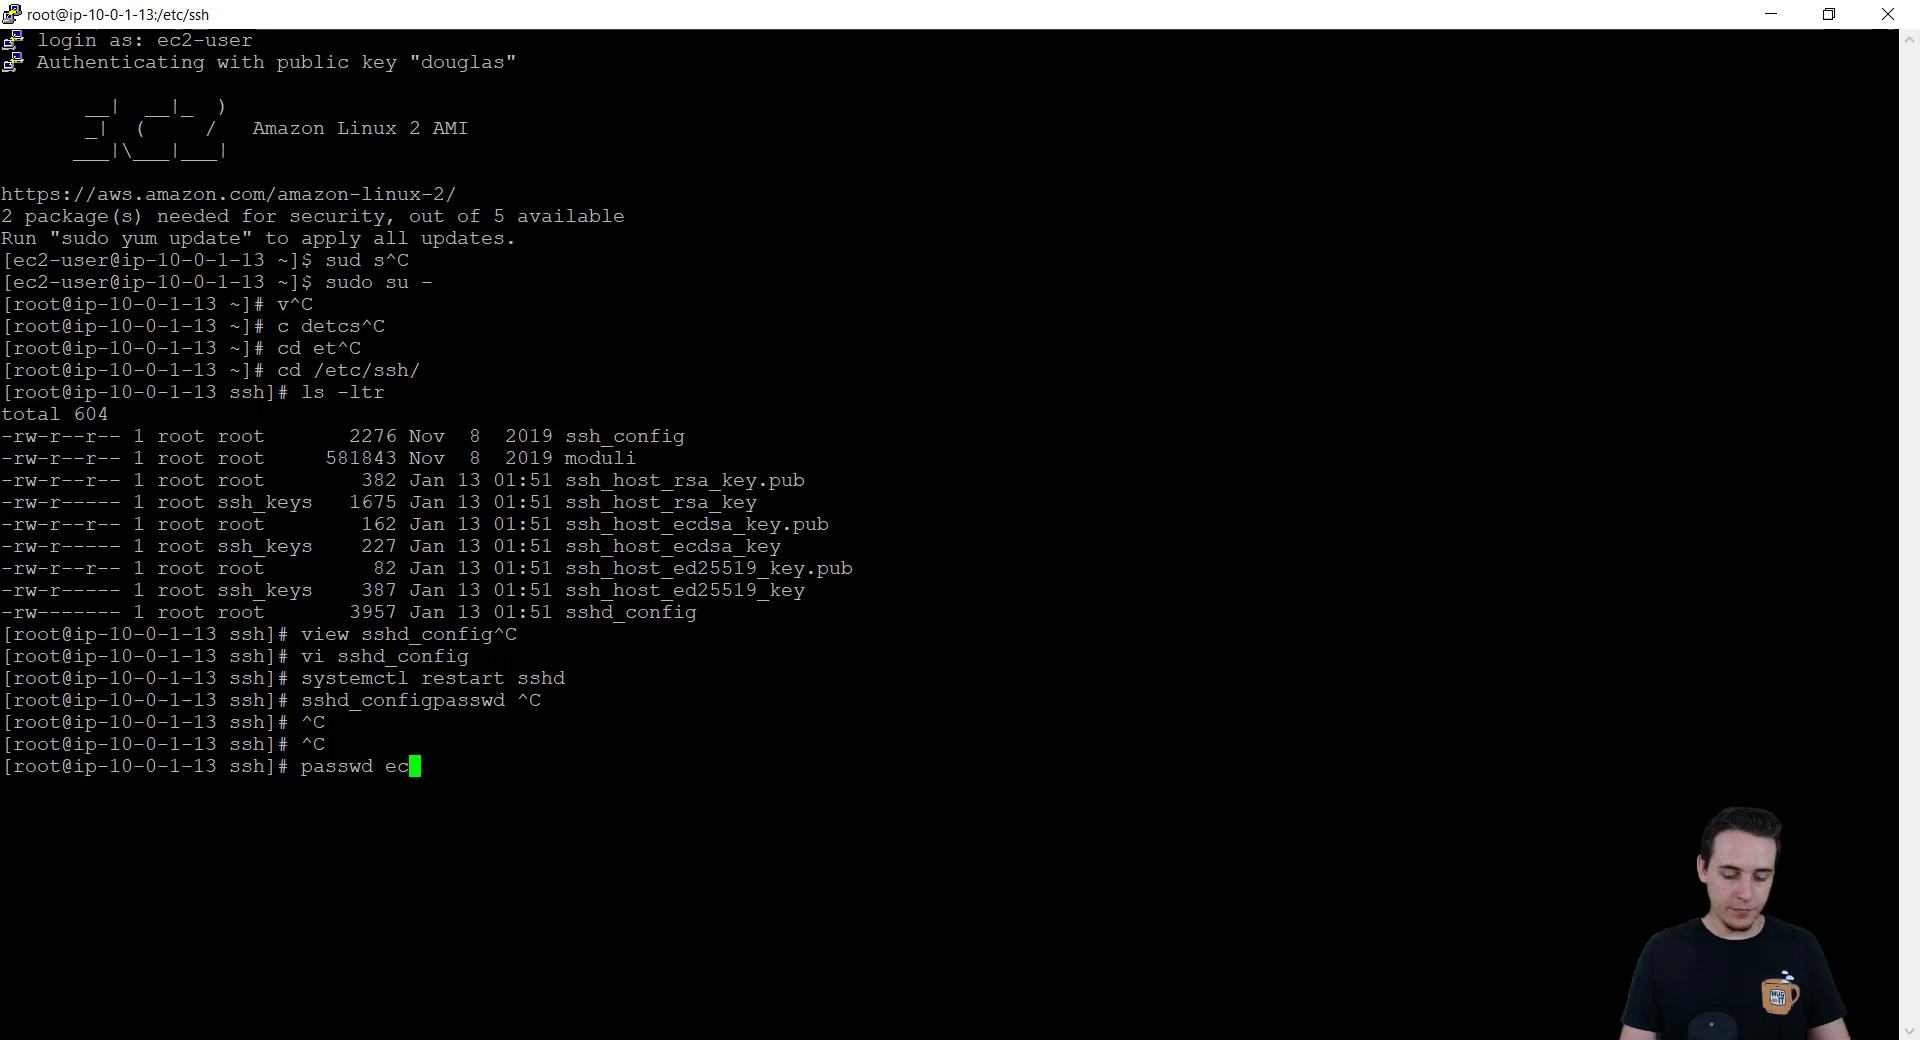 root@ip-10-0-1-13:/etc/ssh
login as: ec2-user
Authenticating with public key "douglas"
       __|  __|_  )
       _|  (     /   Amazon Linux 2 AMI
      ___|\___|___|
https://aws.amazon.com/amazon-linux-2/
2 package(s) needed for security, out of 5 available
Run "sudo yum update" to apply all updates.
[ec2-user@ip-10-0-1-13 ~]$ sud s^C
[ec2-user@ip-10-0-1-13 ~]$ sudo su -
[root@ip-10-0-1-13 ~]# v^C
[root@ip-10-0-1-13 ~]# c detcs^C
[root@ip-10-0-1-13 ~]# cd et^C
[root@ip-10-0-1-13 ~]# cd /etc/ssh/
[root@ip-10-0-1-13 ssh]# ls -ltr
total 604
-rw-r--r-- 1 root root       2276 Nov  8  2019 ssh_config
-rw-r--r-- 1 root root     581843 Nov  8  2019 moduli
-rw-r--r-- 1 root root        382 Jan 13 01:51 ssh_host_rsa_key.pub
-rw-r----- 1 root ssh_keys   1675 Jan 13 01:51 ssh_host_rsa_key
-rw-r--r-- 1 root root        162 Jan 13 01:51 ssh_host_ecdsa_key.pub
-rw-r----- 1 root ssh_keys    227 Jan 13 01:51 ssh_host_ecdsa_key
-rw-r--r-- 1 root root         82 Jan 13 01:51 ssh_host_ed25519_key.pub
-rw-r----- 1 root ssh_keys    387 Jan 13 01:51 ssh_host_ed25519_key
-rw------- 1 root root       3957 Jan 13 01:51 sshd_config
[root@ip-10-0-1-13 ssh]# view sshd_config^C
[root@ip-10-0-1-13 ssh]# vi sshd_config
[root@ip-10-0-1-13 ssh]# systemctl restart sshd
[root@ip-10-0-1-13 ssh]# sshd_configpasswd ^C
[root@ip-10-0-1-13 ssh]# ^C
[root@ip-10-0-1-13 ssh]# ^C
[root@ip-10-0-1-13 ssh]# passwd ec